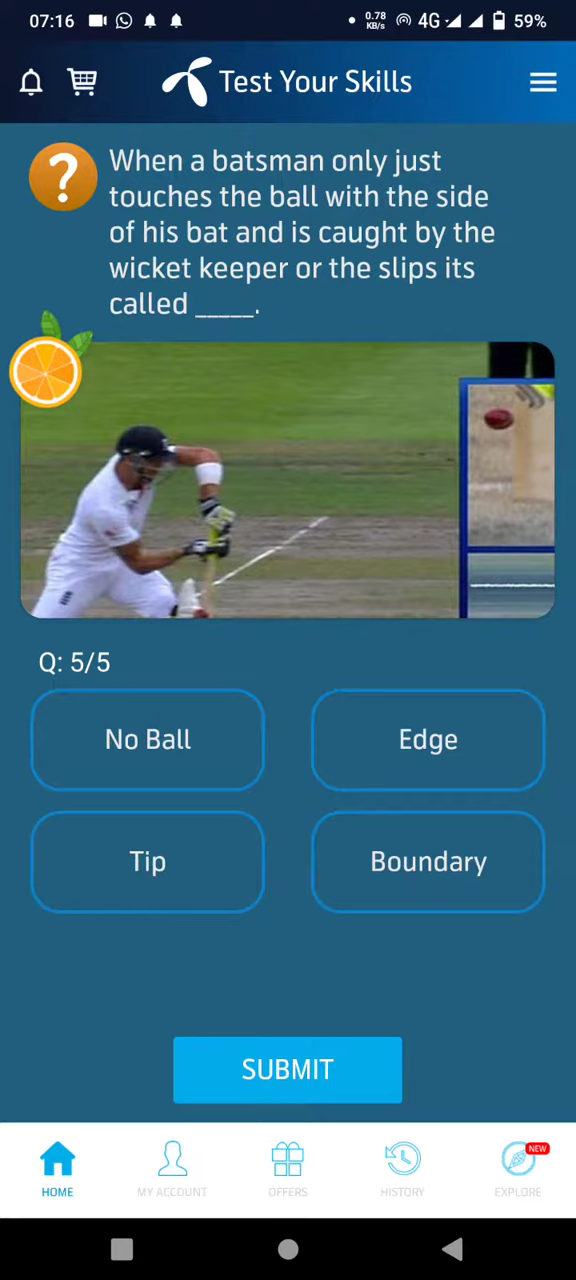 07:16
0.78
KB/s
4G
59%
Test Your Skills
?
When a batsman only just
touches the ball with the side
of his bat and is caught by the
wicket keeper or the slips its
called _____.
Q: 5/5
No Ball
Edge
Tip
Boundary
SUBMIT
NEW
HOME
MY ACCOUNT
OFFERS
HISTORY
EXPLORE